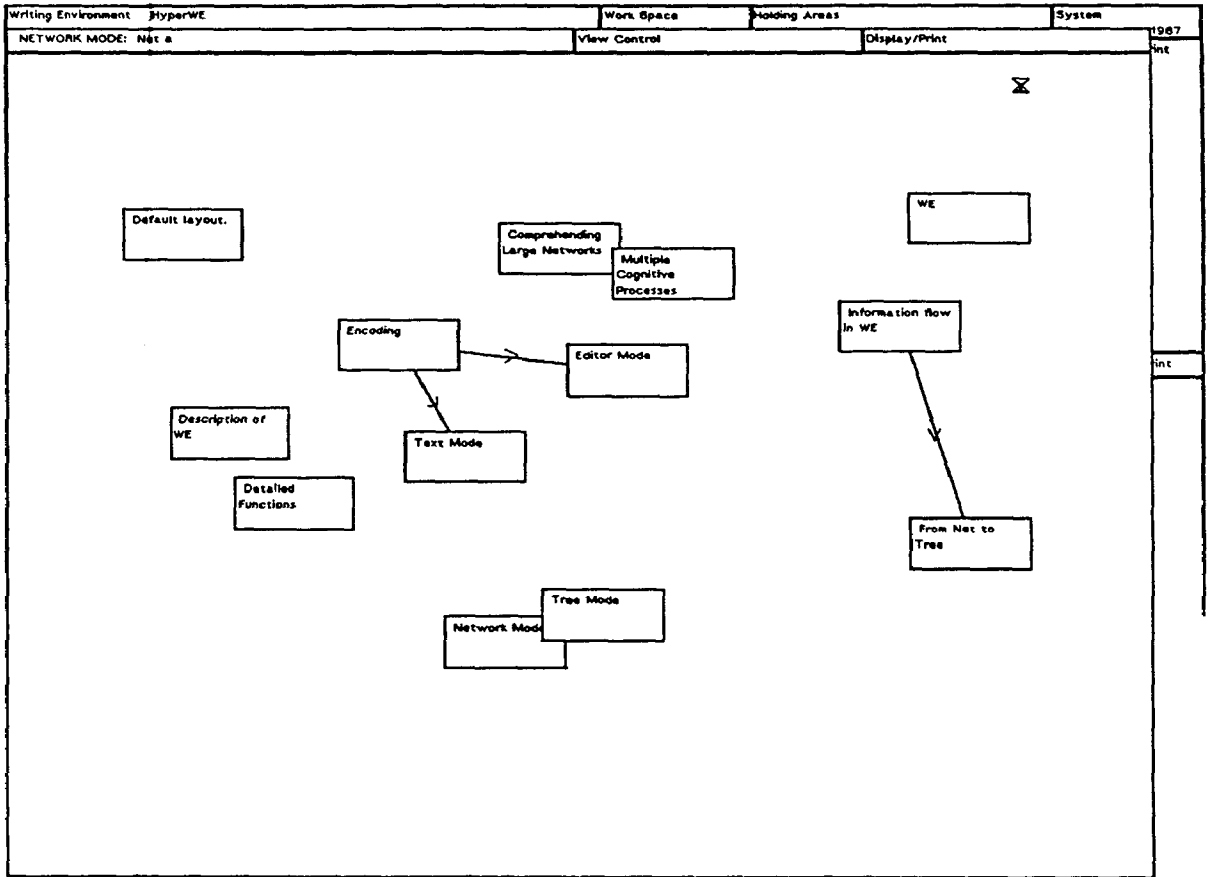 Writing Environment HyperWE
Work Space
Holding Areas
System
NETWORK MODE: Net a
View Control
Display/Print
1987
int
Default layout.
Comprehending
Large Networks
Multiple
Cognitive
Processes
WE
Encoding
Editor Mode
Information flow
in WE
int
Description of
WE
Text Mode
Detailed
Functions
From Net to
Tree
Tree Mode
Network Mode